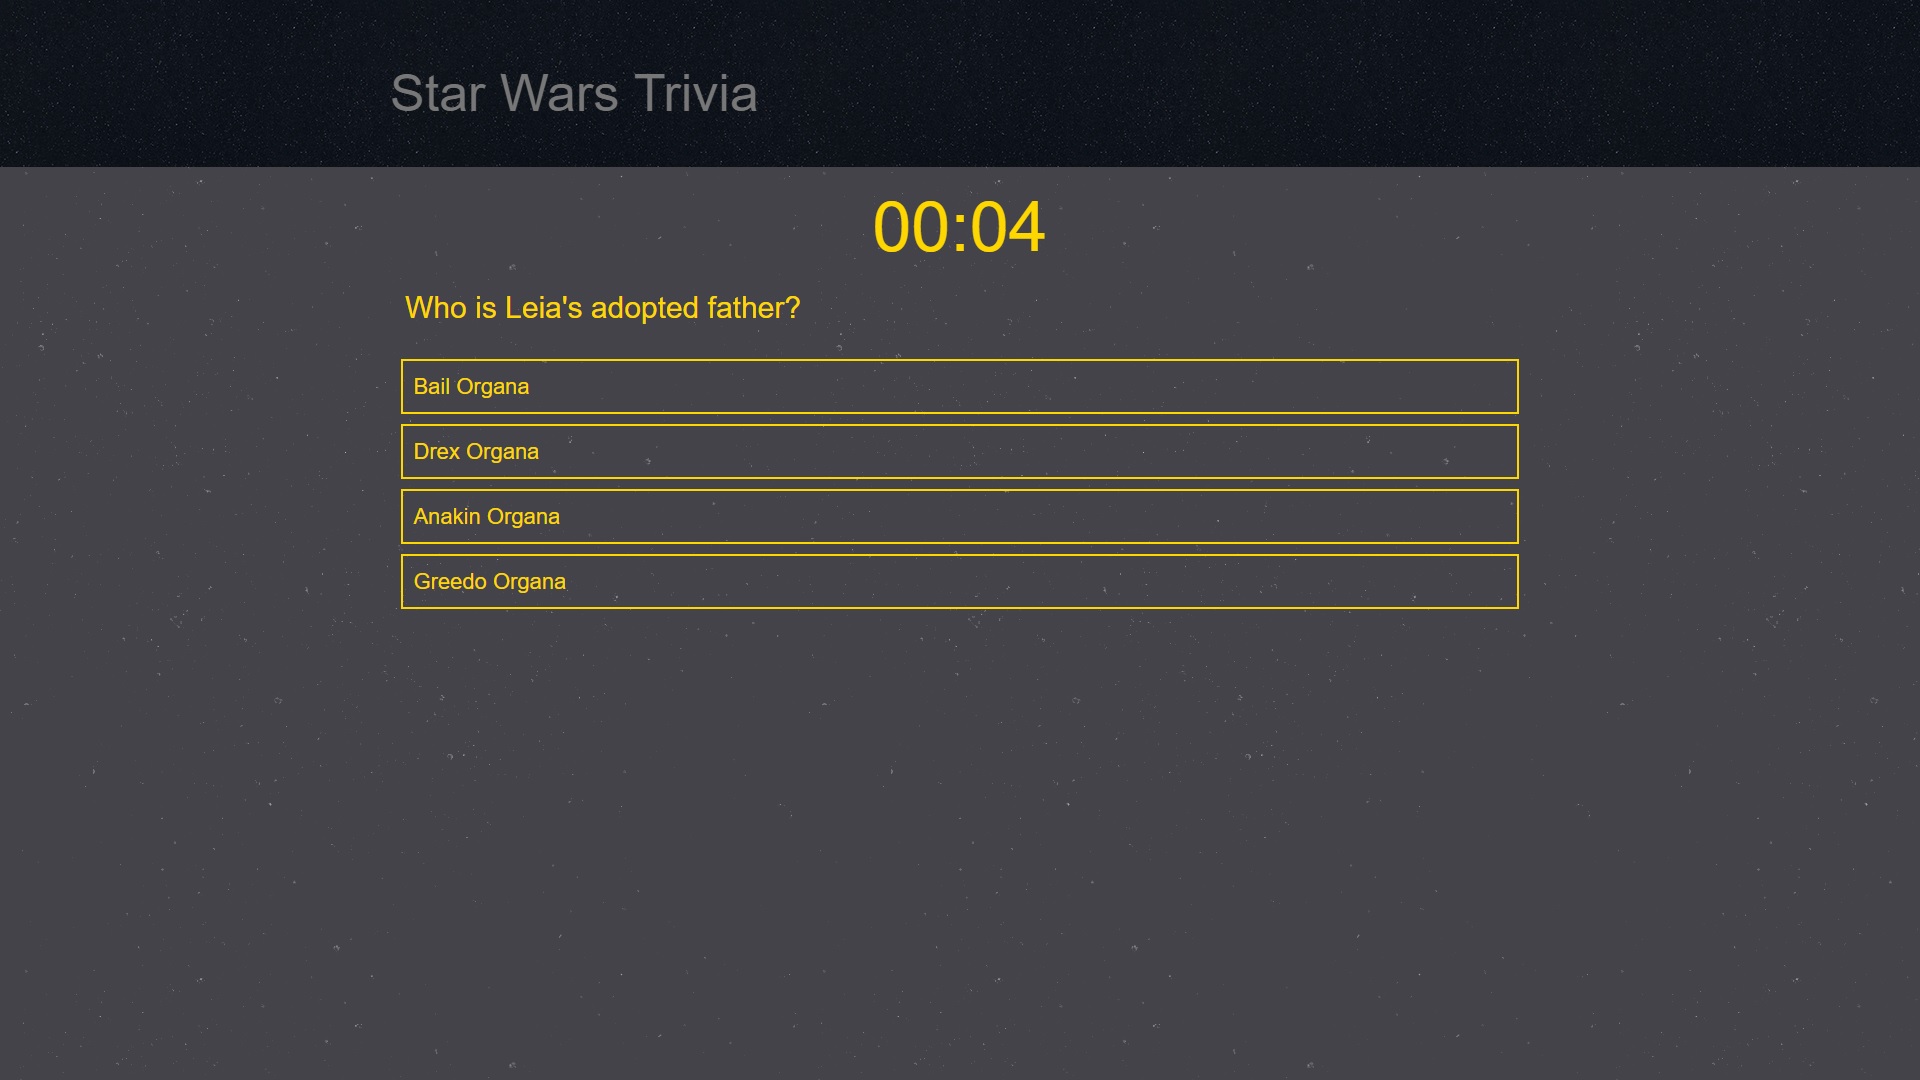 Star Wars Trivia
00:04
Who is Leia's adopted father?
Bail Organa
Drex Organa
Anakin Organa
Greedo Organa